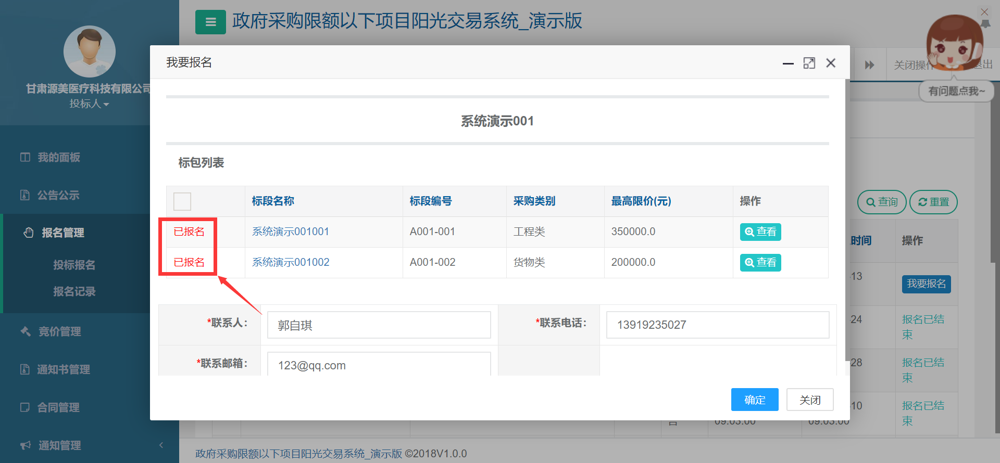 政府采购限额以下项目阳光交易系统_演示版
甘肃源美医疗科技有限公司
投标人
我的面板
公告公示
报名管理
投标报名
报名记录
竞价管理
通知书管理
合同管理
通知管理
关闭操作
退出
有问题点我~
我要报名
系统演示001
标包列表
标段名称 标段编号 采购类别 最高限价(元) 操作
已报名 系统演示001001 A001-001 工程类 350000.0 查看
已报名 系统演示001002 A001-002 货物类 200000.0 查看
*联系人： 郭自琪 *联系电话： 13919235027
*联系邮箱： 123@qq.com
确定 关闭
查询 重置
时间 操作
-13 我要报名
-24 报名已结
束
-28 报名已结
束
-10 报名已结
束
09:03:00 09:03:00
政府采购限额以下项目阳光交易系统_演示版 ©2018V1.0.0